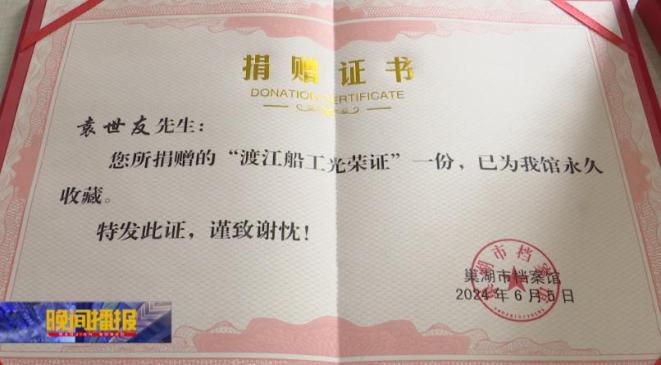 捐赠证书
DONATION CERTIFICATE
袁世友先生：
您所捐赠的“渡江船工光荣证”一份，已为我馆永久
收藏。
特发此证，谨致谢忱！
巢湖市档案馆
2024年6月5日
晚间播报